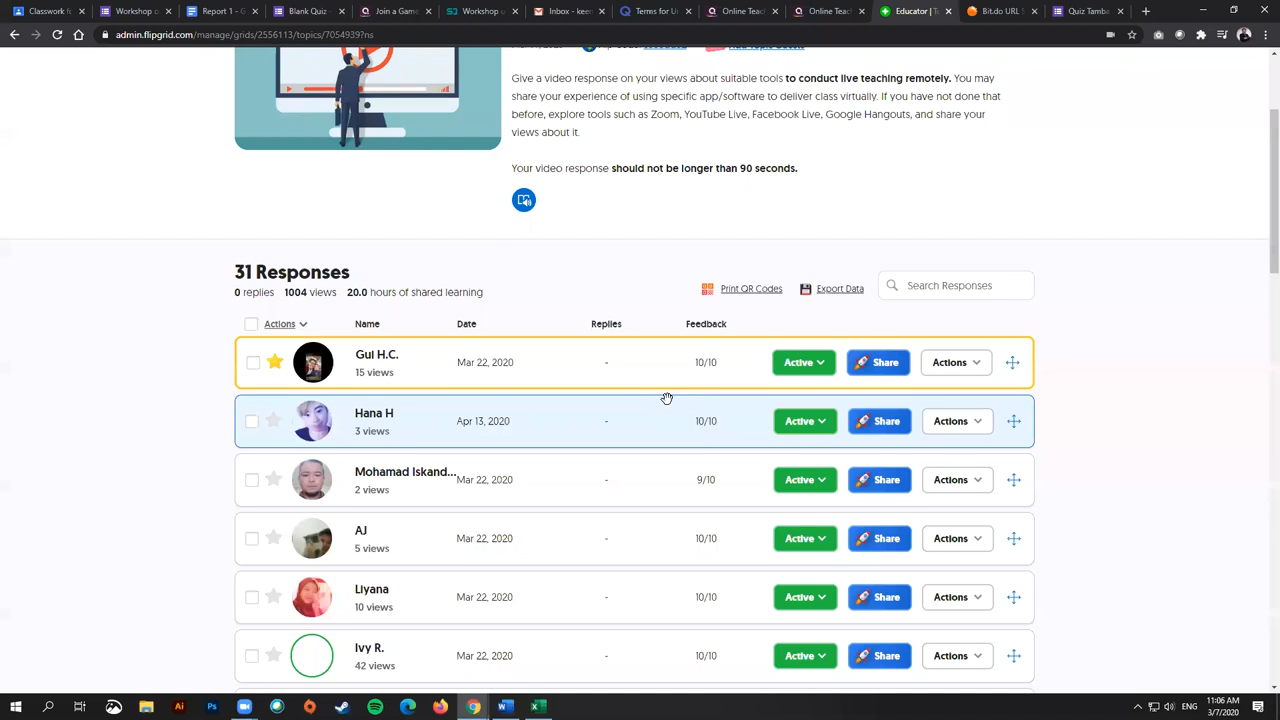 Classwork f
Workshop c
Report 1 - G
Blank Quiz
Join a Game
Workshop o
Inbox - kee
Terms for Li
Online Teac
Online Teac
Educator | T
Bit.do URL S
Quiz Tamba
admin.flipgrid.com/manage/grids/2556113/topics/7054939?ns
Give a video response on your views about suitable tools to conduct live teaching remotely. You may
share your experience of using specific app/software to deliver class virtually. If you have not done that
before, explore tools such as Zoom, YouTube Live, Facebook Live, Google Hangouts, and share your
views about it.
Your video response should not be longer than 90 seconds.
31 Responses
0 replies 1004 views 20.0 hours of shared learning
Print QR Codes Export Data Search Responses
Actions Name Date Replies Feedback
Gui H.C. Mar 22, 2020 - 10/10 Active Share Actions
15 views
Hana H Apr 13, 2020 - 10/10 Active Share Actions
3 views
Mohamad Iskand... Mar 22, 2020 - 9/10 Active Share Actions
2 views
AJ Mar 22, 2020 - 10/10 Active Share Actions
5 views
Liyana Mar 22, 2020 - 10/10 Active Share Actions
10 views
Ivy R. Mar 22, 2020 - 10/10 Active Share Actions
42 views
ENG
11:06 AM
3/7/2020